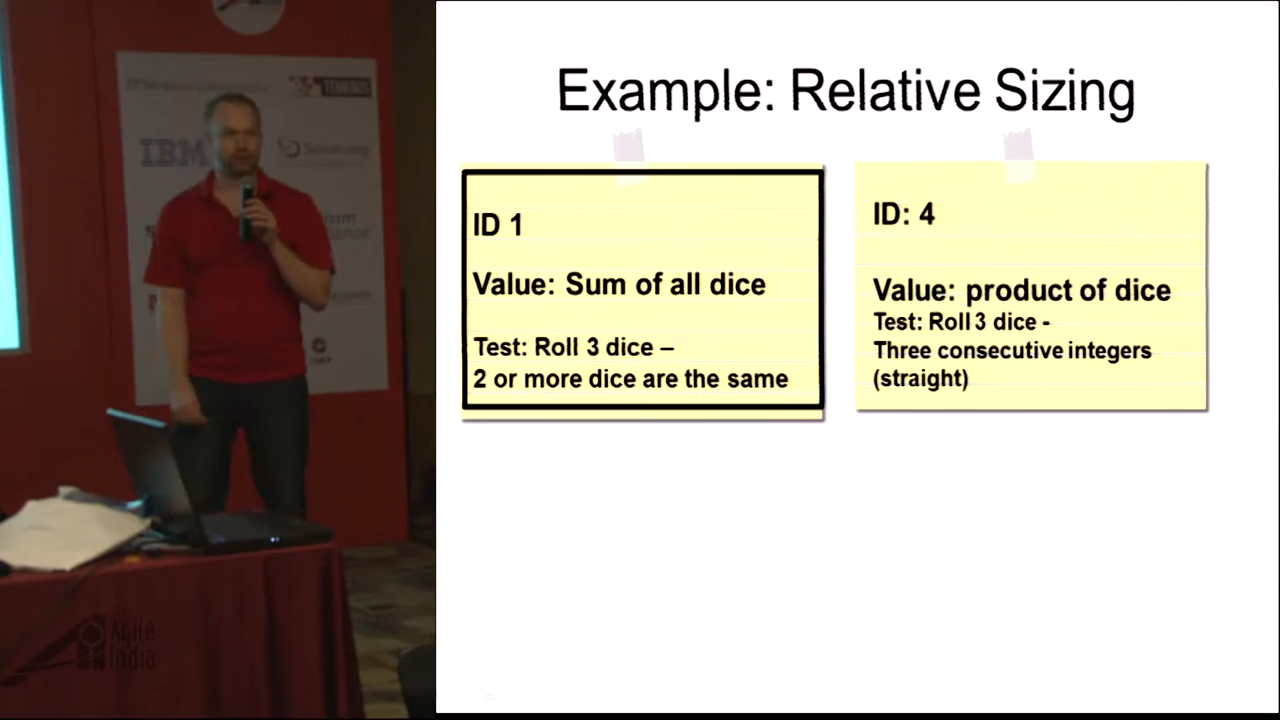 Example: Relative Sizing
ID 1
Value: Sum of all dice
Test: Roll 3 dice –
2 or more dice are the same
ID: 4
Value: product of dice
Test: Roll 3 dice -
Three consecutive integers
(straight)
IBM
Agile
India